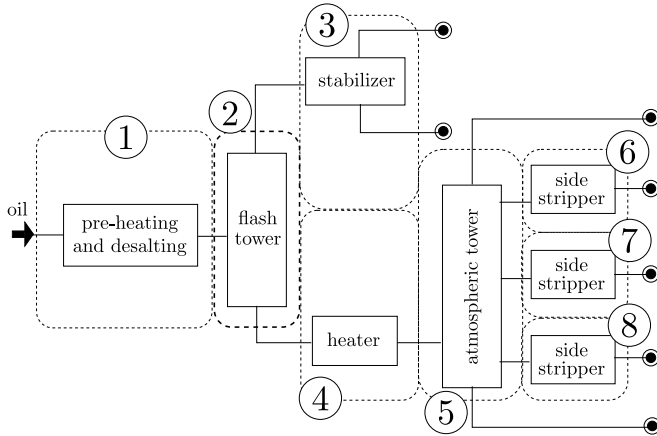 3
stabilizer
2
1
6
side
stripper
oil
pre-heating
and desalting
flash
tower
atmospheric tower
7
side
stripper
heater
8
side
stripper
4
5